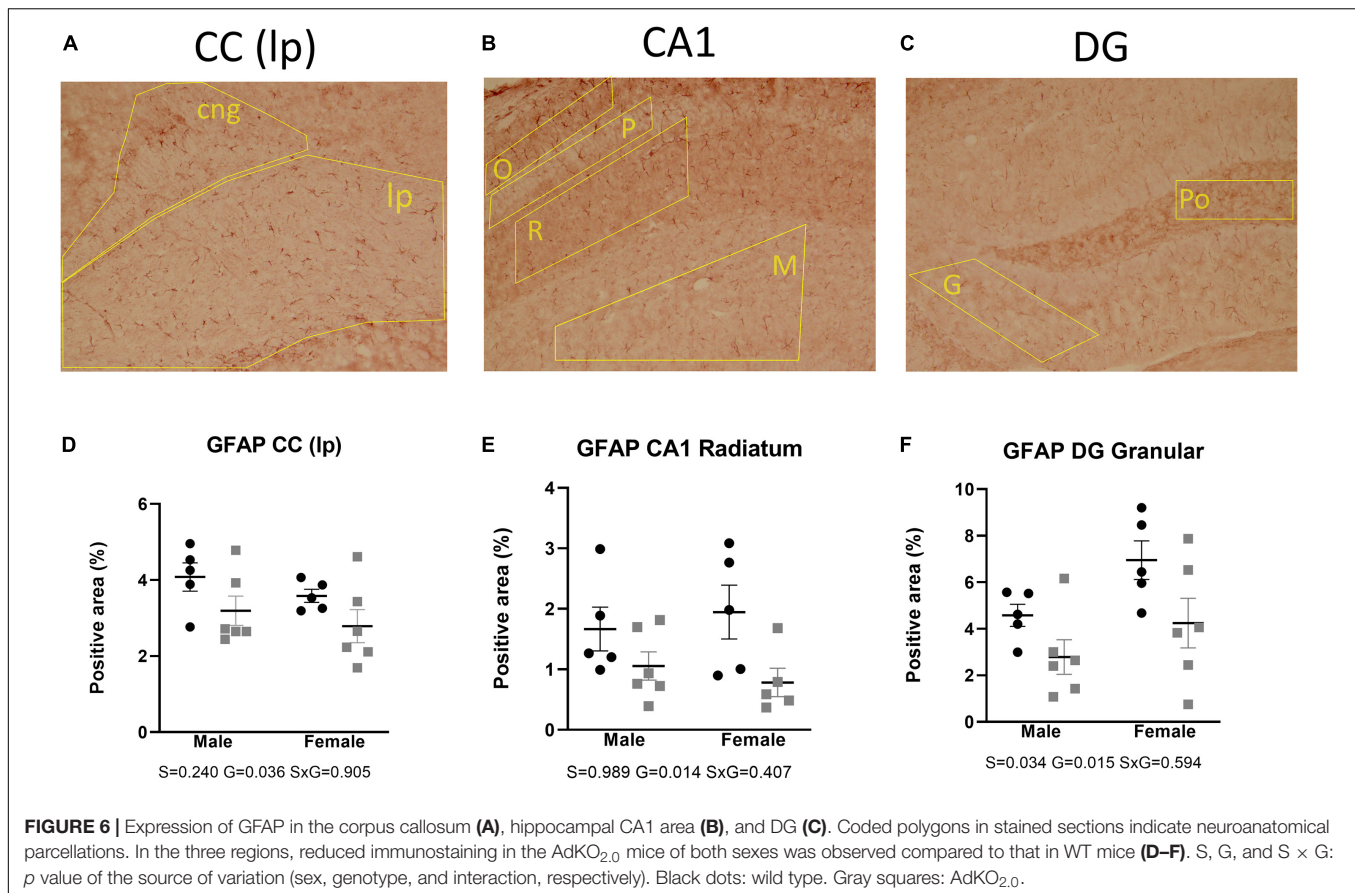 A CC (lp) B CA1 C DG
cng
lp
O
P
R
M
Po
G
D GFAP CC (lp)
Positive area (%)
6
4
2
0
Male Female
S=0.240 G=0.036 SxG=0.905
E GFAP CA1 Radiatum
Positive area (%)
4
3
2
1
0
Male Female
S=0.989 G=0.014 SxG=0.407
F GFAP DG Granular
Positive area (%)
10
8
6
4
2
0
Male Female
S=0.034 G=0.015 SxG=0.594
FIGURE 6 | Expression of GFAP in the corpus callosum (A), hippocampal CA1 area (B), and DG (C). Coded polygons in stained sections indicate neuroanatomical
parcellations. In the three regions, reduced immunostaining in the AdKO2.0 mice of both sexes was observed compared to that in WT mice (D–F). S, G, and S × G:
p value of the source of variation (sex, genotype, and interaction, respectively). Black dots: wild type. Gray squares: AdKO2.0.